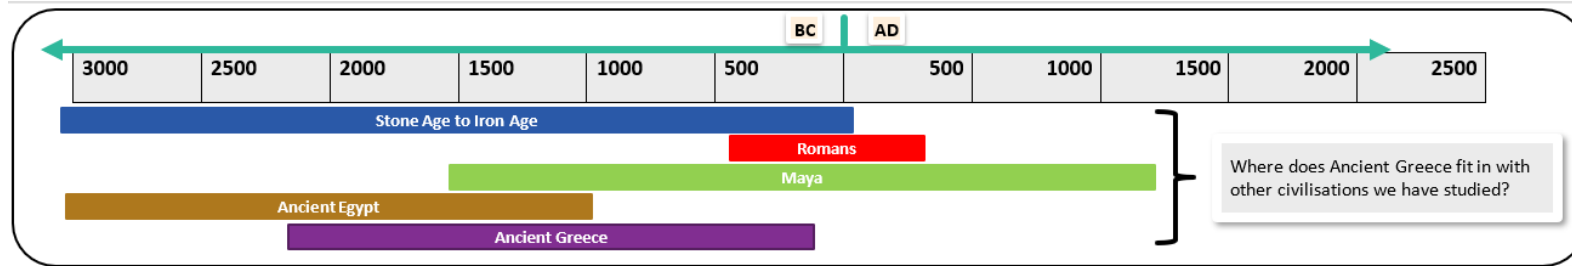 BC AD
3000 2500 2000 1500 1000 500 500 1000 1500 2000 2500
Stone Age to Iron Age
Romans
Maya
Ancient Egypt
Ancient Greece
Where does Ancient Greece fit in with
other civilisations we have studied?